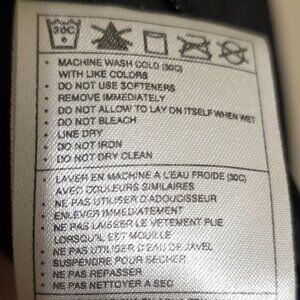 30C
• MACHINE WASH COLD (30C)
WITH LIKE COLORS
• DO NOT USE SOFTENERS
• REMOVE IMMEDIATELY
• DO NOT ALLOW TO LAY ON ITSELF WHEN WET
• DO NOT BLEACH
• LINE DRY
• DO NOT IRON
DO NOT DRY CLEAN
• LAVER EN MACHINE A L'EAU FROIDE (30C)
AVEC COULEURS SIMILAIRES
• NE PAS UTILISER D'ADOUCISSEUR
• ENLEVER IMMEDIATEMENT
• NE PAS LAISSER LE VETEMENT PLIE
LORSQU'IL EST MOUILLE
• NE PAS UTILISER D'EAU DE JAVEL
• SUSPENDRE POUR SECHER
• NE PAS REPASSER
• NE PAS NETTOYER A SEC